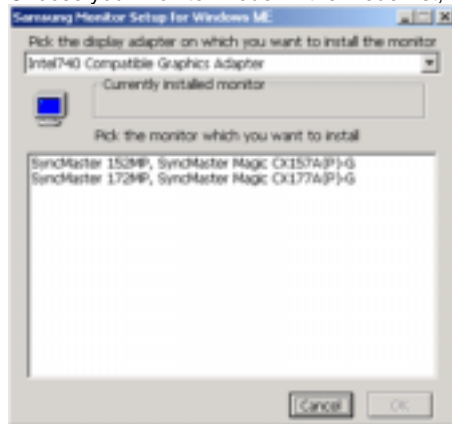 Samsung Monitor Setup for Windows ME
Pick the display adapter on which you want to install the monitor
Intel740 Compatible Graphics Adapter
Currently installed monitor
Pick the monitor which you want to install
SyncMaster 152MP, SyncMaster Magic CX157A(P)-G
SyncMaster 172MP, SyncMaster Magic CX177A(P)-G
Cancel
OK